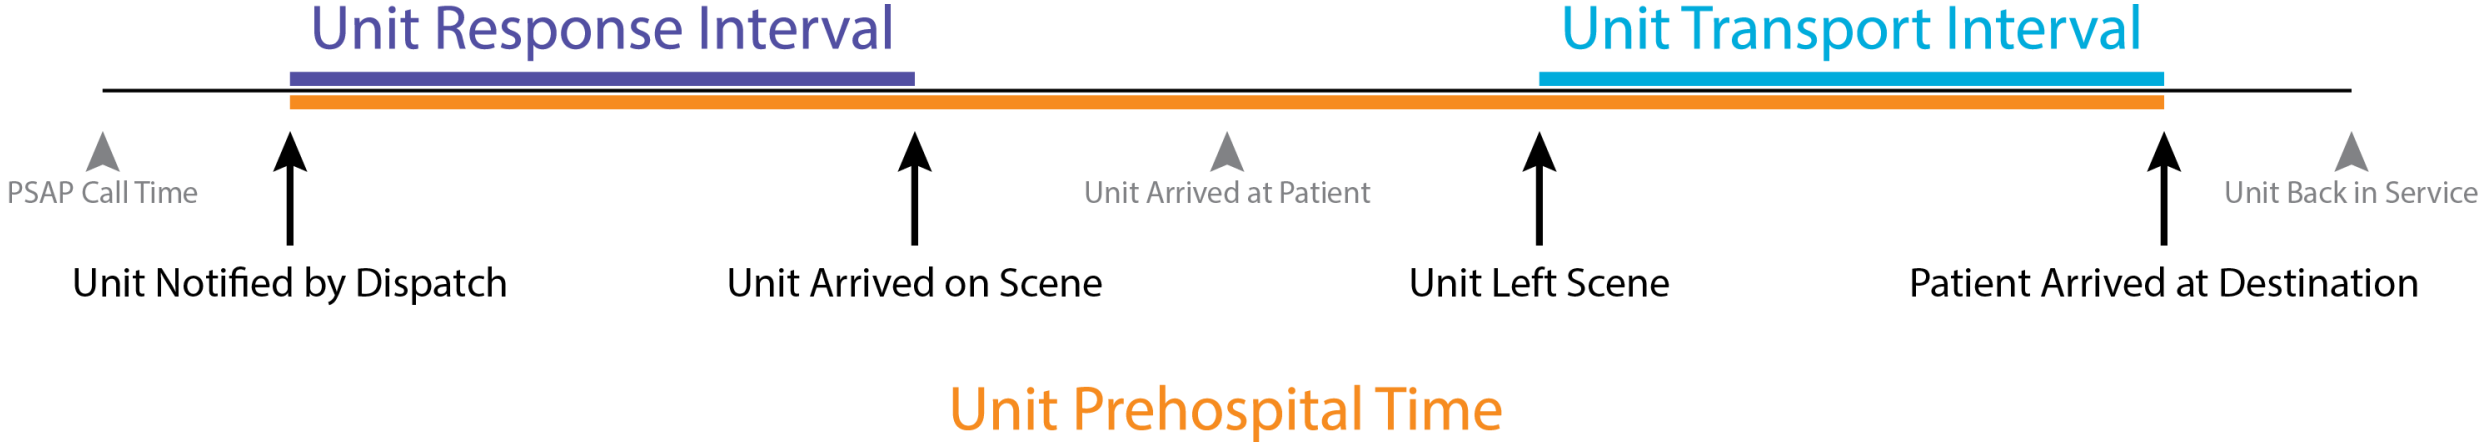 Unit Response Interval
Unit Transport Interval
PSAP Call Time
Unit Arrived at Patient
Unit Back in Service
Unit Notified by Dispatch
Unit Arrived on Scene
Unit Left Scene
Patient Arrived at Destination
Unit Prehospital Time